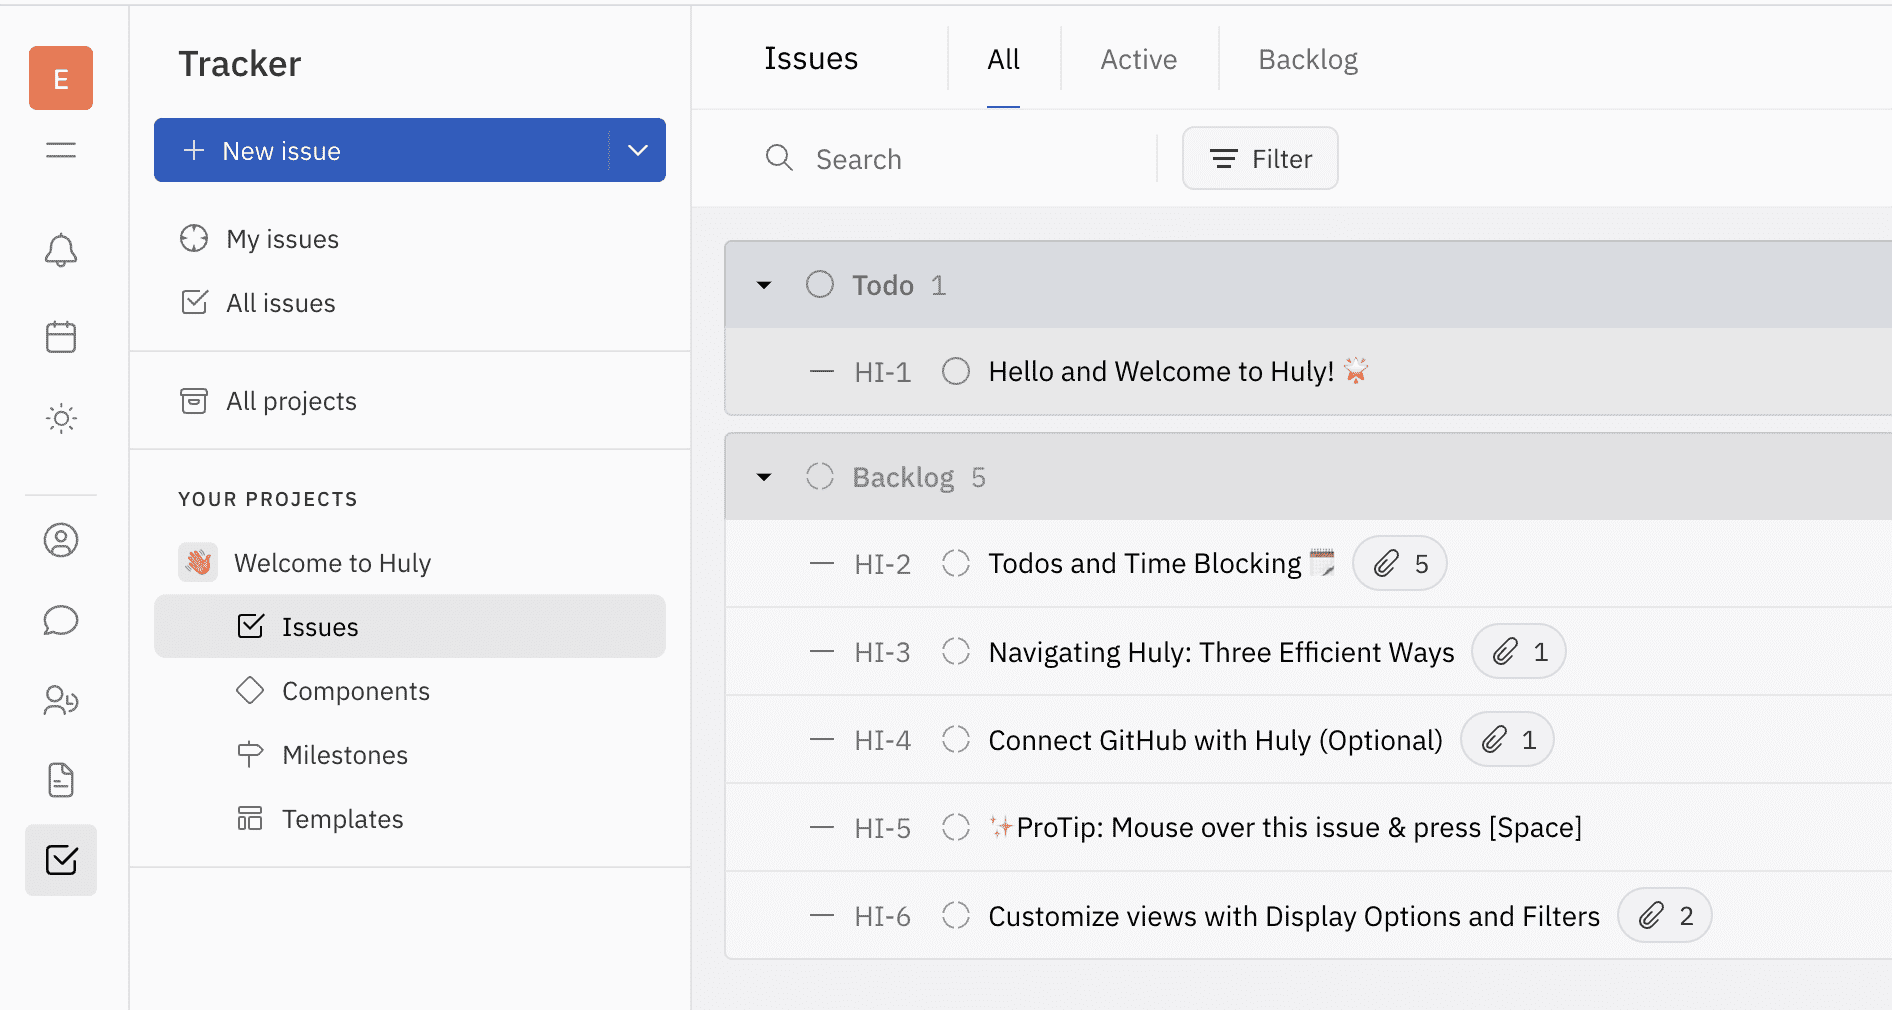 E
Tracker
New issue
My issues
All issues
All projects
YOUR PROJECTS
Welcome to Huly
Issues
Components
Milestones
Templates
Issues All Active Backlog
Search Filter
Todo 1
HI-1 Hello and Welcome to Huly!
Backlog 5
HI-2 Todos and Time Blocking 5
HI-3 Navigating Huly: Three Efficient Ways 1
HI-4 Connect GitHub with Huly (Optional) 1
HI-5 ✨ProTip: Mouse over this issue & press [Space]
HI-6 Customize views with Display Options and Filters 2